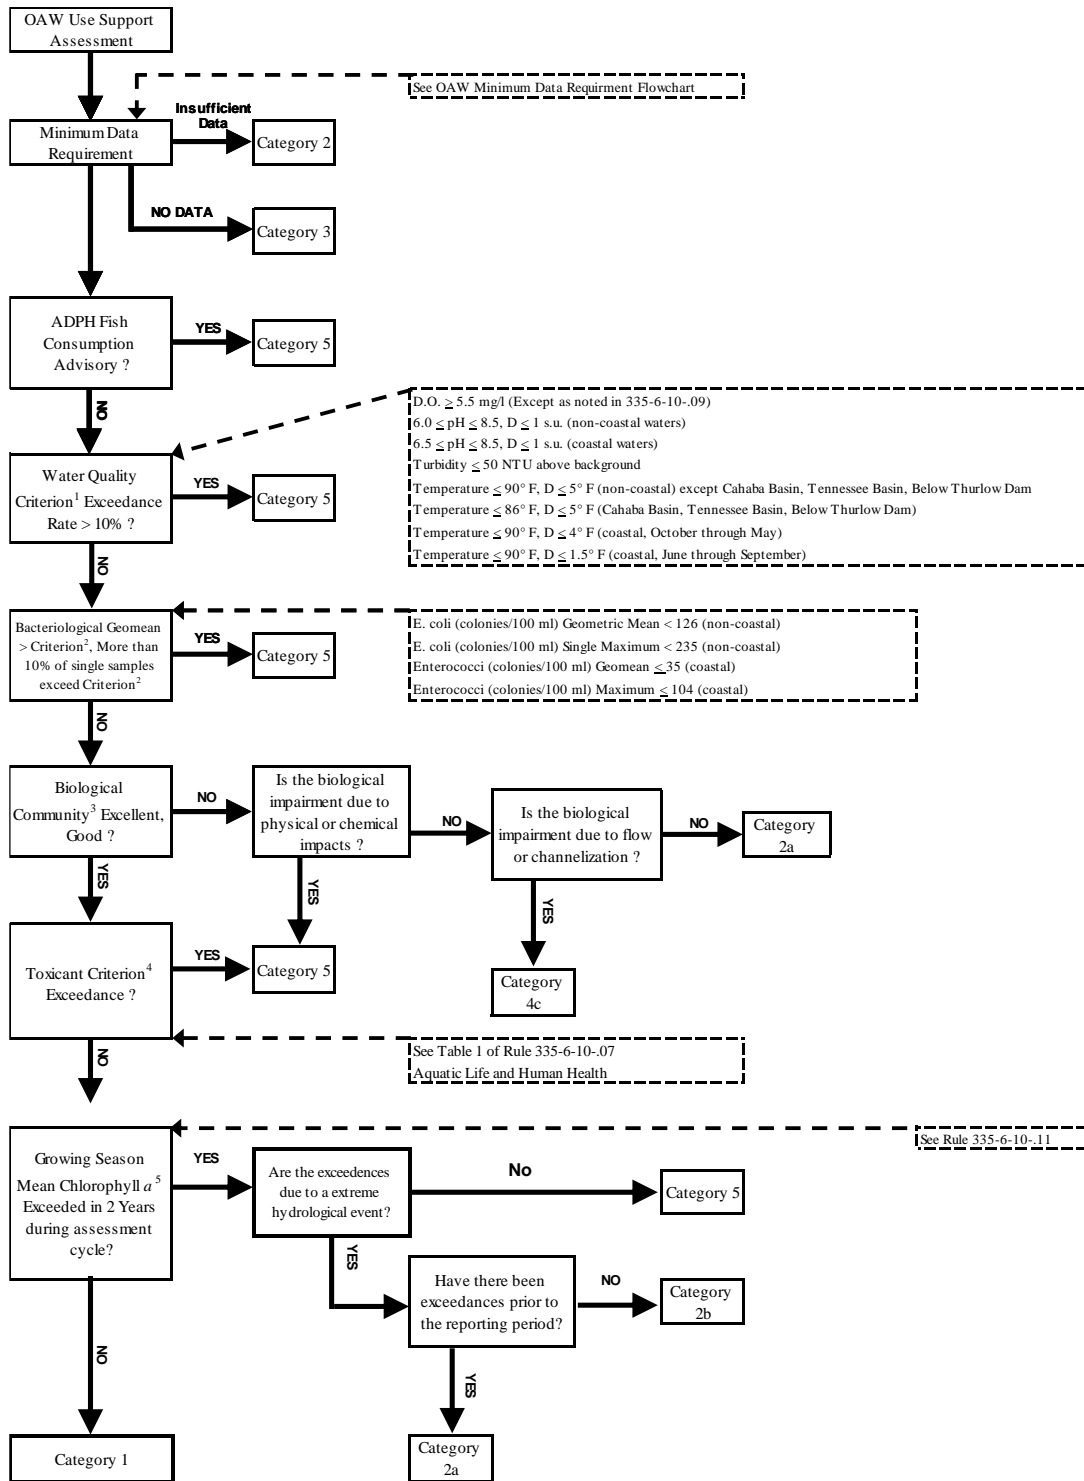 OAW Use Support
Assessment
See OAW Minimum Data Requirment Flowchart
Insufficient
Data
Minimum Data
Requirement
Category 2
NO DATA
Category 3
ADPH Fish
Consumption
Advisory ?
YES
Category 5
NO
D.O. ≥ 5.5 mg/l (Except as noted in 335-6-10-.09)
6.0 ≤ pH ≤ 8.5, D ≤ 1 s.u. (non-coastal waters)
6.5 ≤ pH ≤ 8.5, D ≤ 1 s.u. (coastal waters)
Turbidity ≤ 50 NTU above background
Temperature ≤ 90° F, D ≤ 5° F (non-coastal) except Cahaba Basin, Tennessee Basin, Below Thurlow Dam
Temperature ≤ 86° F, D ≤ 5° F (Cahaba Basin, Tennessee Basin, Below Thurlow Dam)
Temperature ≤ 90° F, D ≤ 4° F (coastal, October through May)
Temperature ≤ 90° F, D ≤ 1.5° F (coastal, June through September)
Water Quality
Criterion1 Exceedance
Rate > 10% ?
YES
Category 5
NO
Bacteriological Geomean
> Criterion2, More than
10% of single samples
exceed Criterion2
YES
Category 5
E. coli (colonies/100 ml) Geometric Mean < 126 (non-coastal)
E. coli (colonies/100 ml) Single Maximum < 235 (non-coastal)
Enterococci (colonies/100 ml) Geomean ≤ 35 (coastal)
Enterococci (colonies/100 ml) Maximum ≤ 104 (coastal)
NO
Biological
Community3 Excellent,
Good ?
NO
Is the biological
impairment due to
physical or chemical
impacts ?
NO
Is the biological
impairment due to flow
or channelization ?
NO
Category
2a
YES
YES
YES
Toxicant Criterion4
Exceedance ?
YES
Category 5
Category
4c
NO
See Table 1 of Rule 335-6-10-.07
Aquatic Life and Human Health
See Rule 335-6-10-.11
Growing Season
Mean Chlorophyll a5
Exceeded in 2 Years
during assessment
cycle?
YES
Are the exceedences
due to a extreme
hydrological event?
No
Category 5
YES
Have there been
exceedances prior to
the reporting period?
NO
Category
2b
NO
YES
Category 1
Category
2a